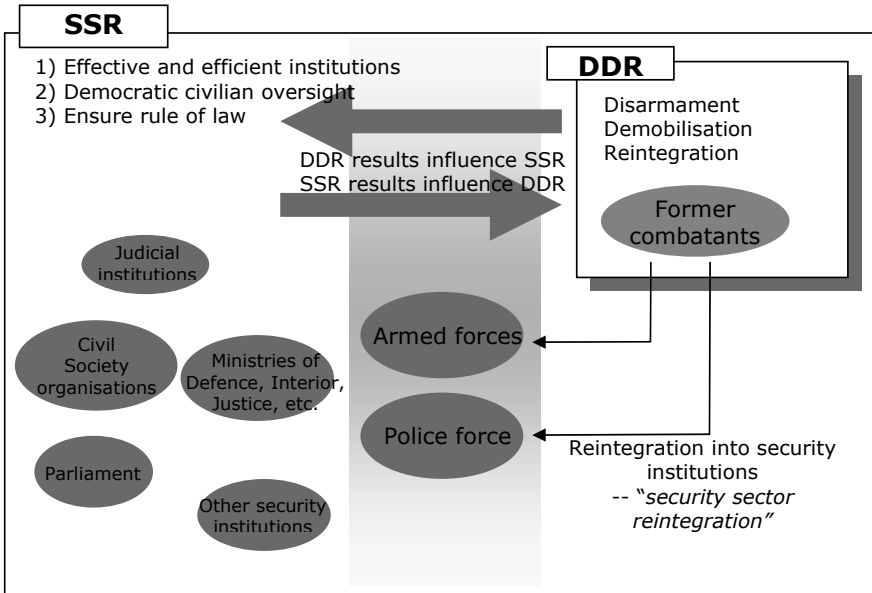 SSR
1) Effective and efficient institutions
2) Democratic civilian oversight
3) Ensure rule of law
DDR
Disarmament
Demobilisation
Reintegration
DDR results influence SSR
SSR results influence DDR
Former
combatants
Judicial
institutions
Civil
Society
organisations
Ministries of
Defence, Interior,
Justice, etc.
Parliament
Other security
institutions
Armed forces
Police force
Reintegration into security
institutions
-- “security sector
reintegration”